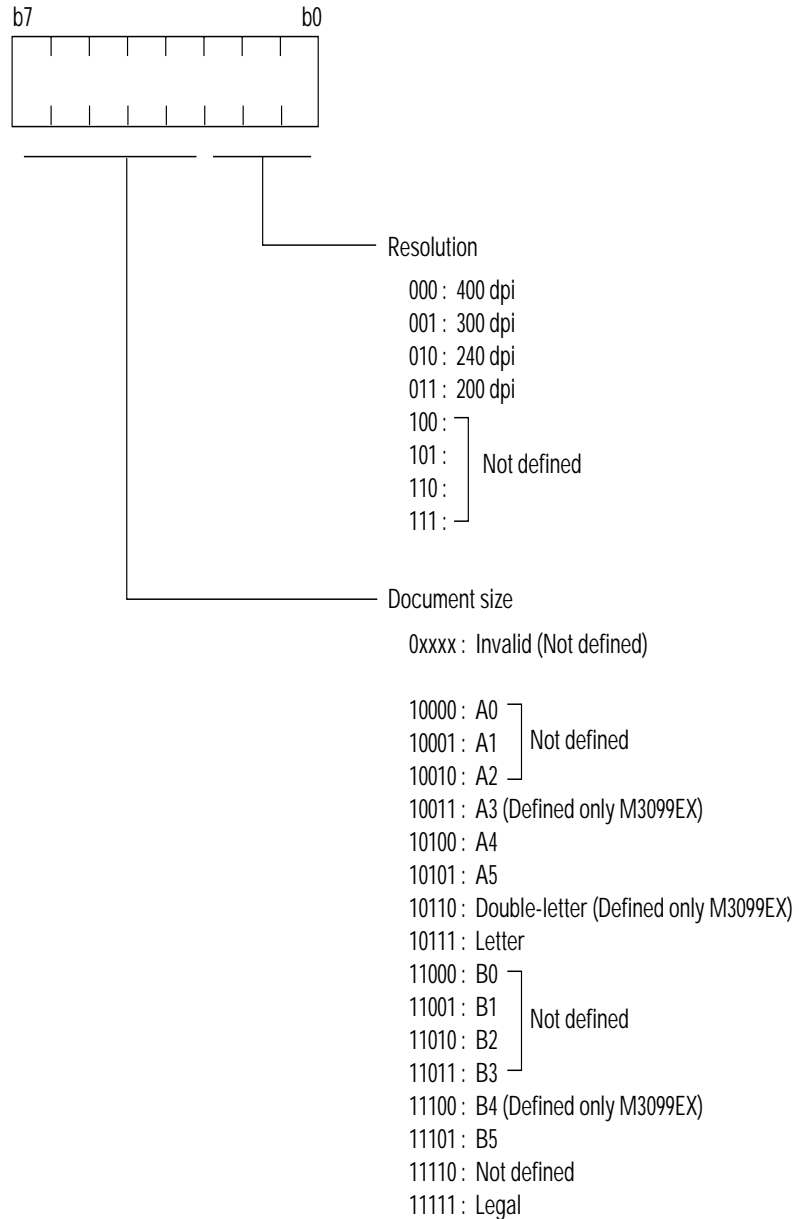 b7 b0
Resolution
000 : 400 dpi
001 : 300 dpi
010 : 240 dpi
011 : 200 dpi
100 :
101 : Not defined
110 :
111 :
Document size
0xxxx : Invalid (Not defined)
10000 : A0
10001 : A1 Not defined
10010 : A2
10011 : A3 (Defined only M3099EX)
10100 : A4
10101 : A5
10110 : Double-letter (Defined only M3099EX)
10111 : Letter
11000 : B0
11001 : B1 Not defined
11010 : B2
11011 : B3
11100 : B4 (Defined only M3099EX)
11101 : B5
11110 : Not defined
11111 : Legal